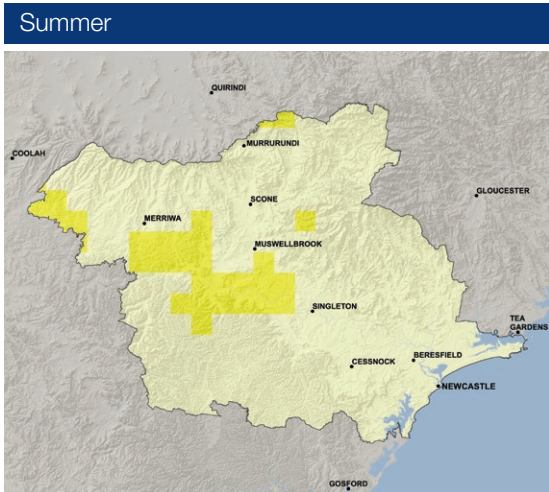 Summer
QUIRINDI
MURRURUNDI
COOLAH
GLOUCESTER
SCONE
MERRIWA
MUSWELLBROOK
SINGLETON
TEA
GARDENS
BERESFIELD
CESSNOCK
NEWCASTLE
GOSFORD